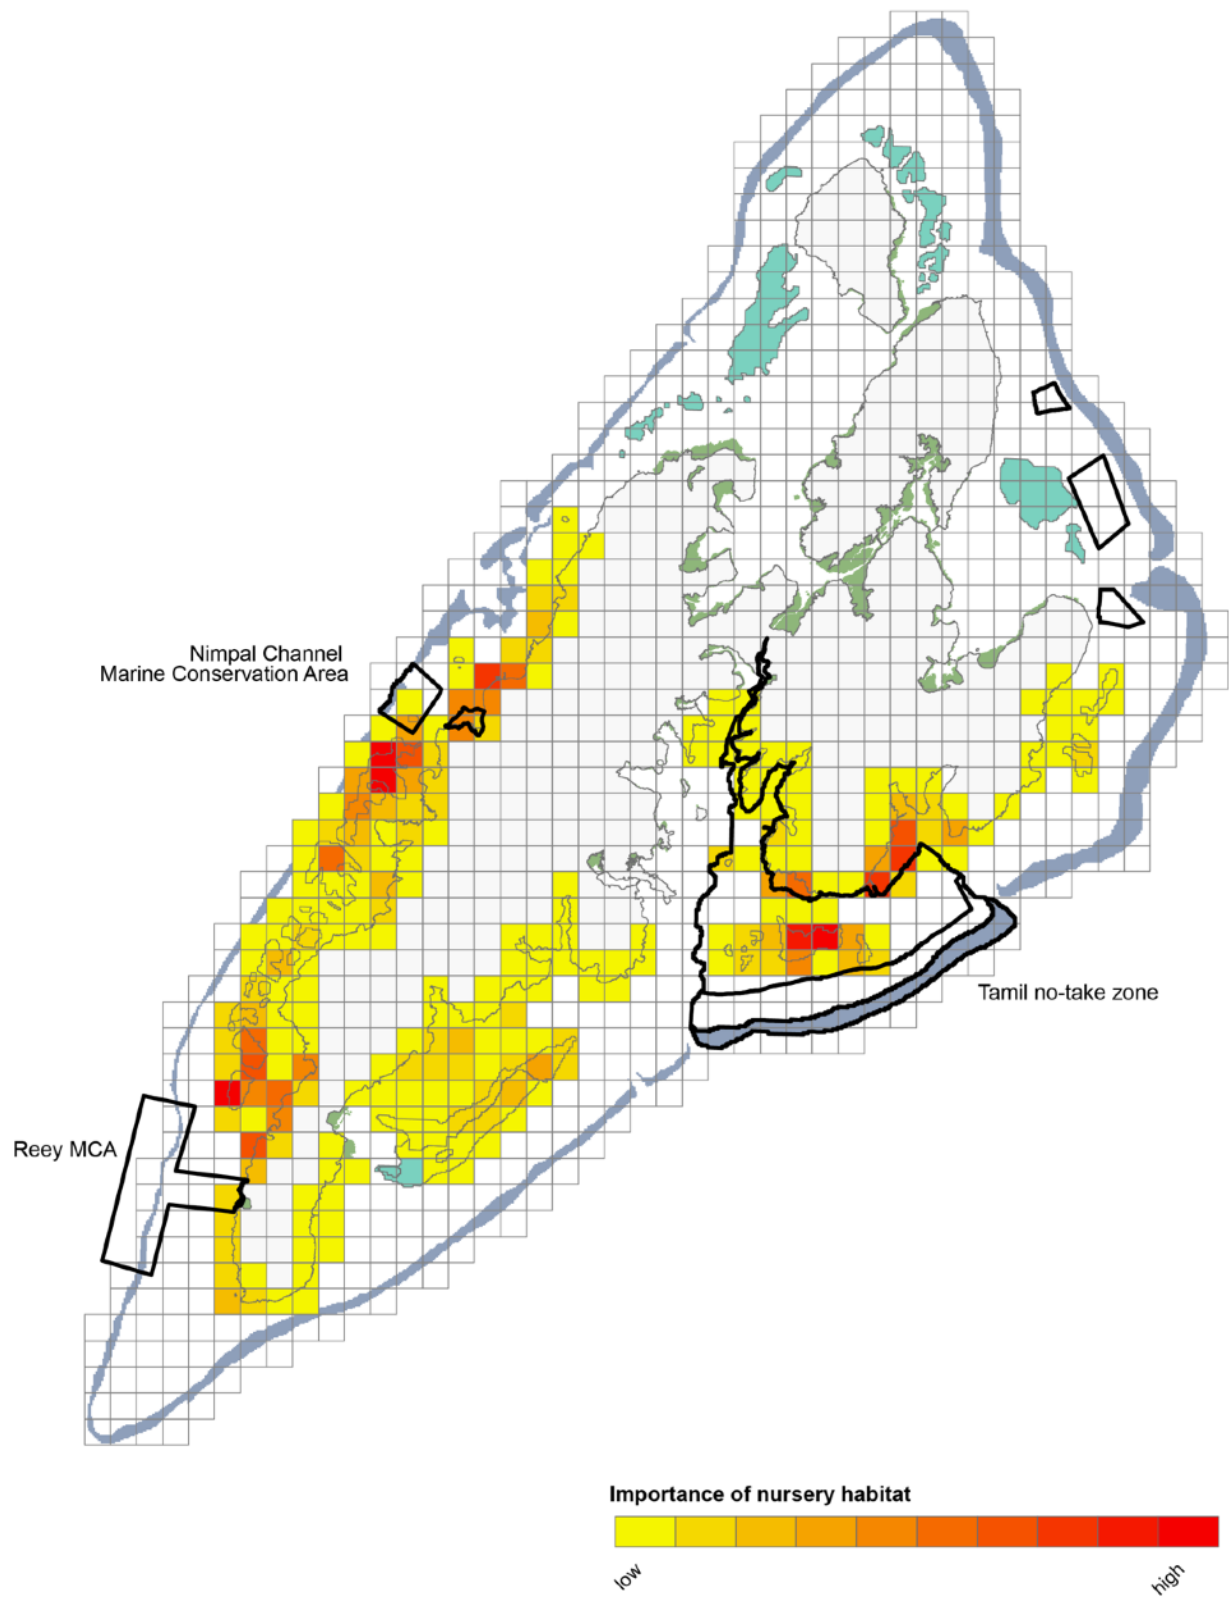 Nimpal Channel
Marine Conservation Area
Tamil no-take zone
Reey MCA
Importance of nursery habitat
low
high